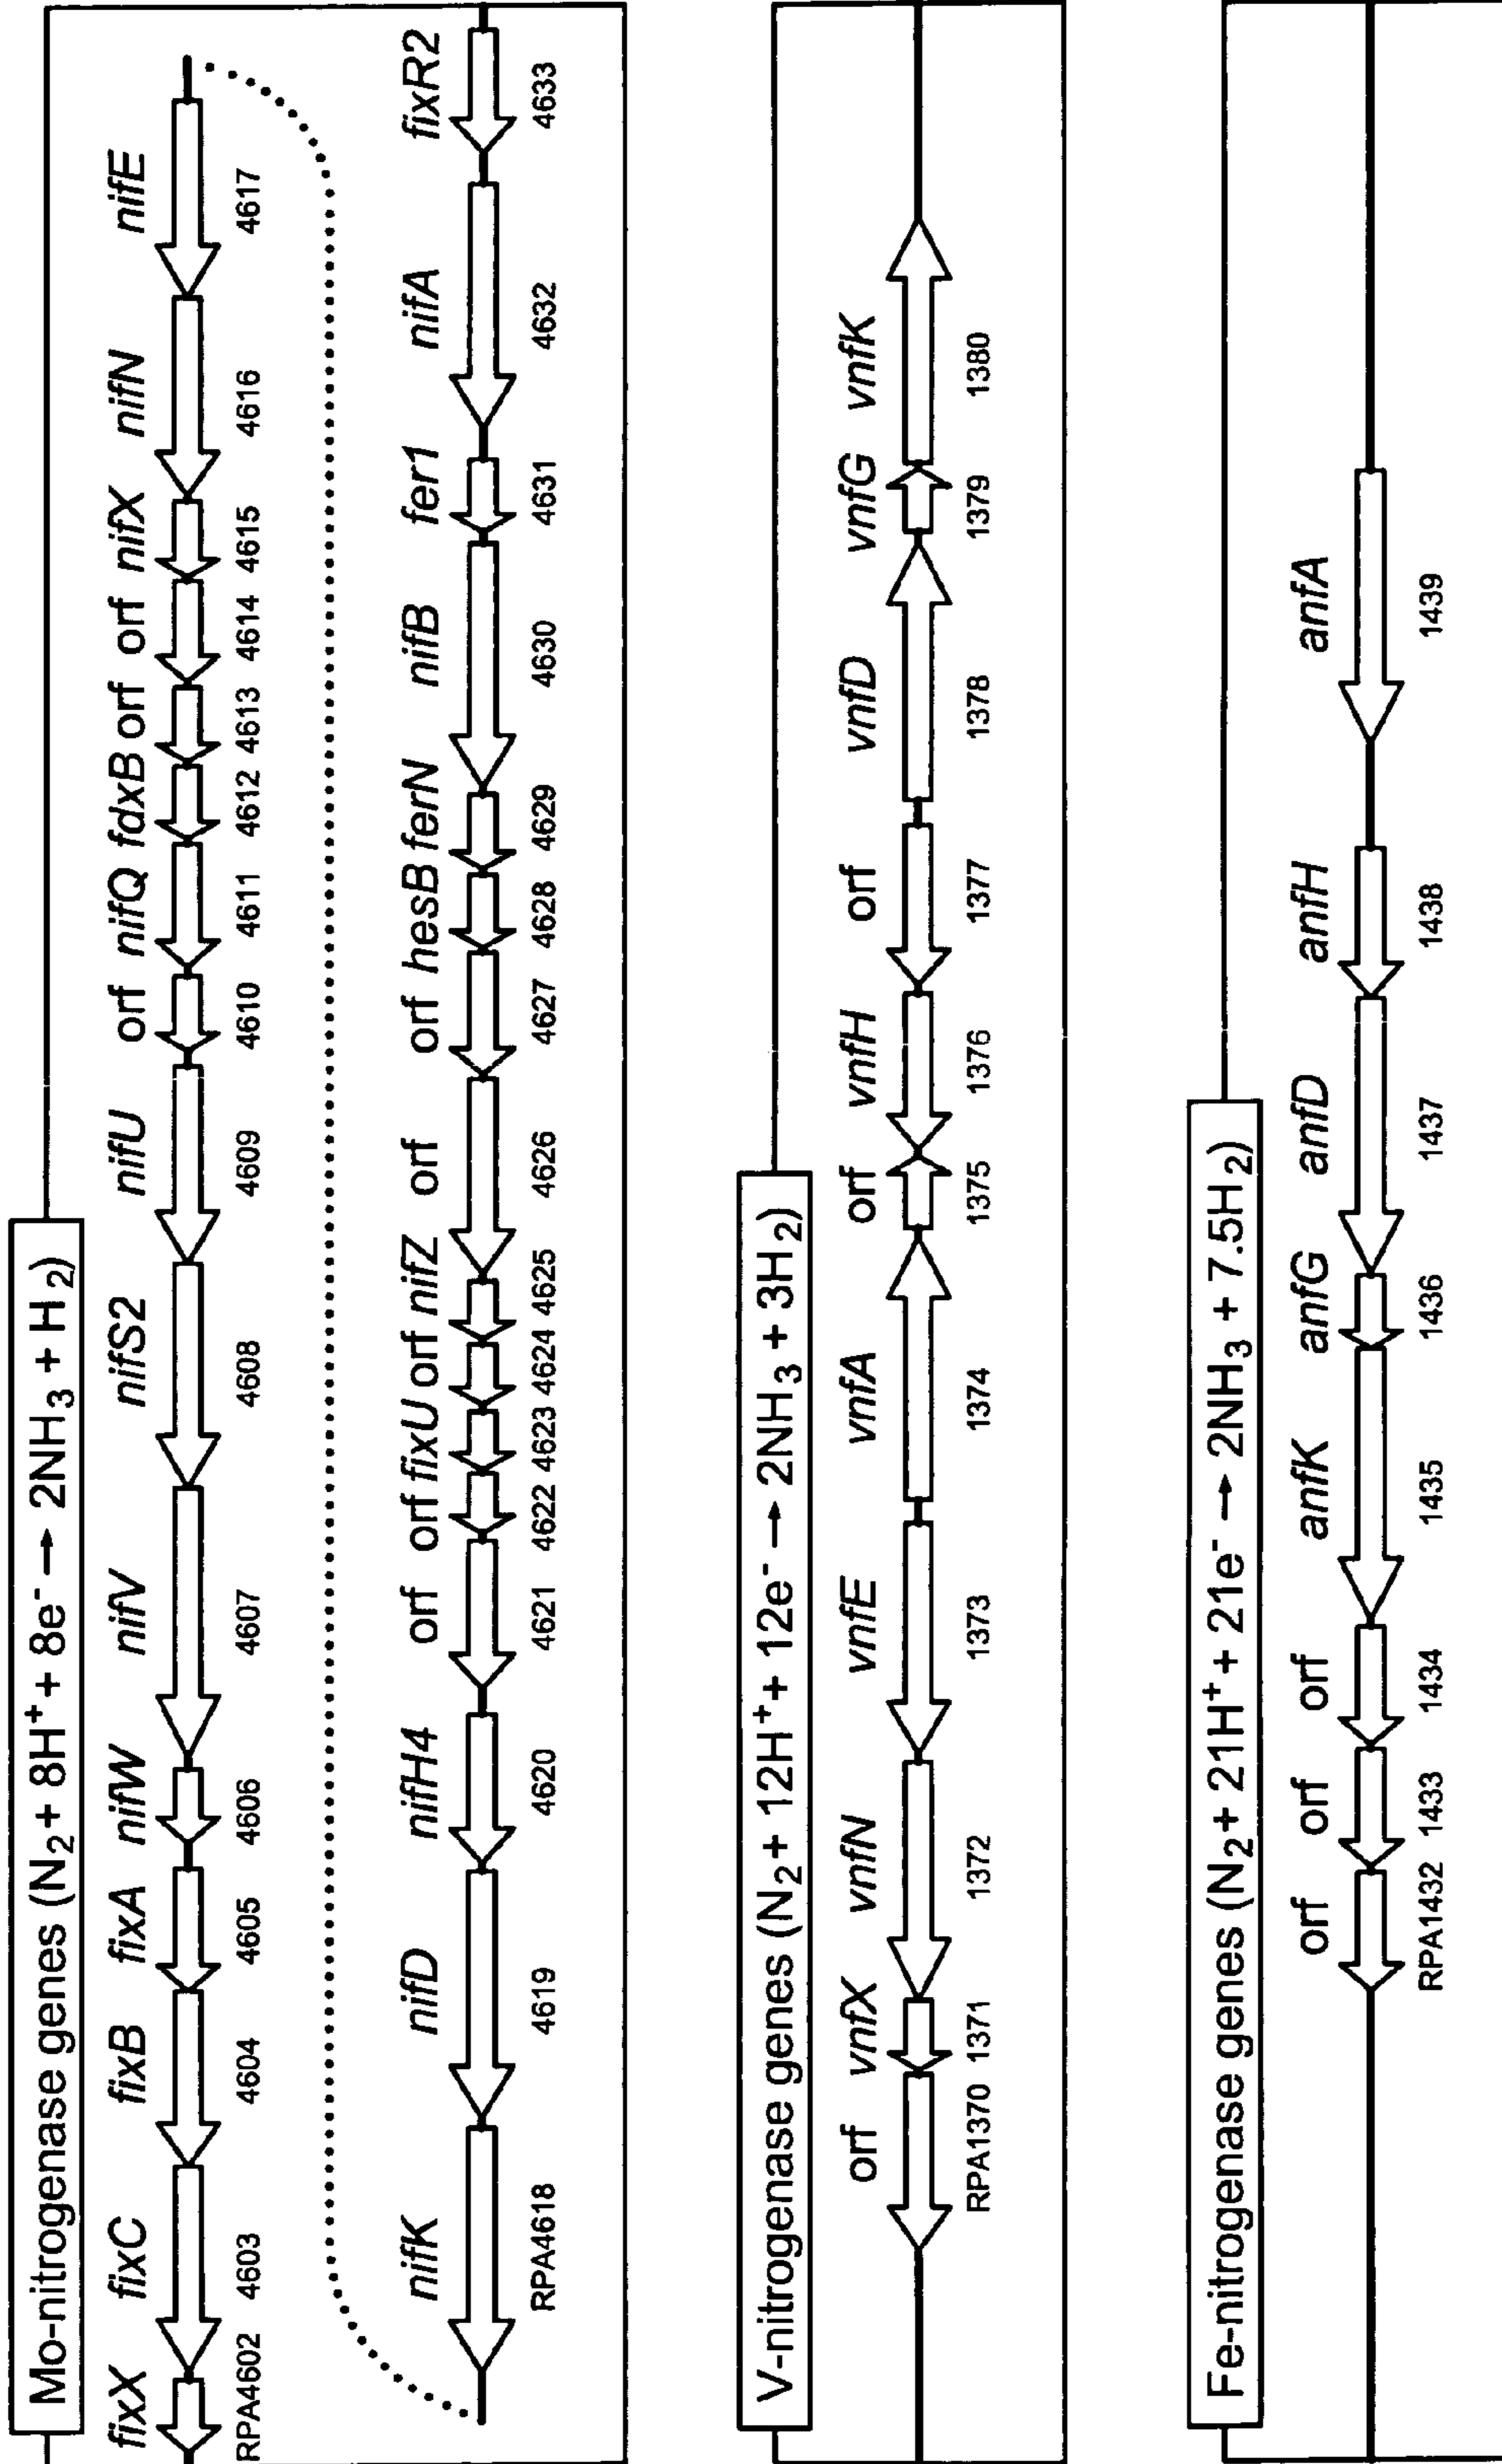 Mo-nitrogenase genes (N2 + 8H+ + 8e- → 2NH3 + H2)
fixX fixC fixB fixA nifW nifV nifS2 nifU orf nifQ fdxB orf orf nifX nifN nifE
RPA4602 4603 4604 4605 4606 4607 4608 4609 4610 4611 4612 4613 4614 4615 4616 4617
nifK nifD nifH4 orf orf fixU orf nifZ orf orf hesB ferN nifB fer1 nifA fixR2
RPA4618 4619 4620 4621 4622 4623 4624 4625 4626 4627 4628 4629 4630 4631 4632 4633
V-nitrogenase genes (N2 + 12H+ + 12e- → 2NH3 + 3H2)
orf vnfX vnfN vnfE vnfA orf vnfH orf vnfD vnfG vnfK
RPA1370 1371 1372 1373 1374 1375 1376 1377 1378 1379 1380
Fe-nitrogenase genes (N2 + 21H+ + 21e- → 2NH3 + 7.5H2)
orf orf orf anfK anfG anfD anfH anfA
RPA1432 1433 1434 1435 1436 1437 1438 1439